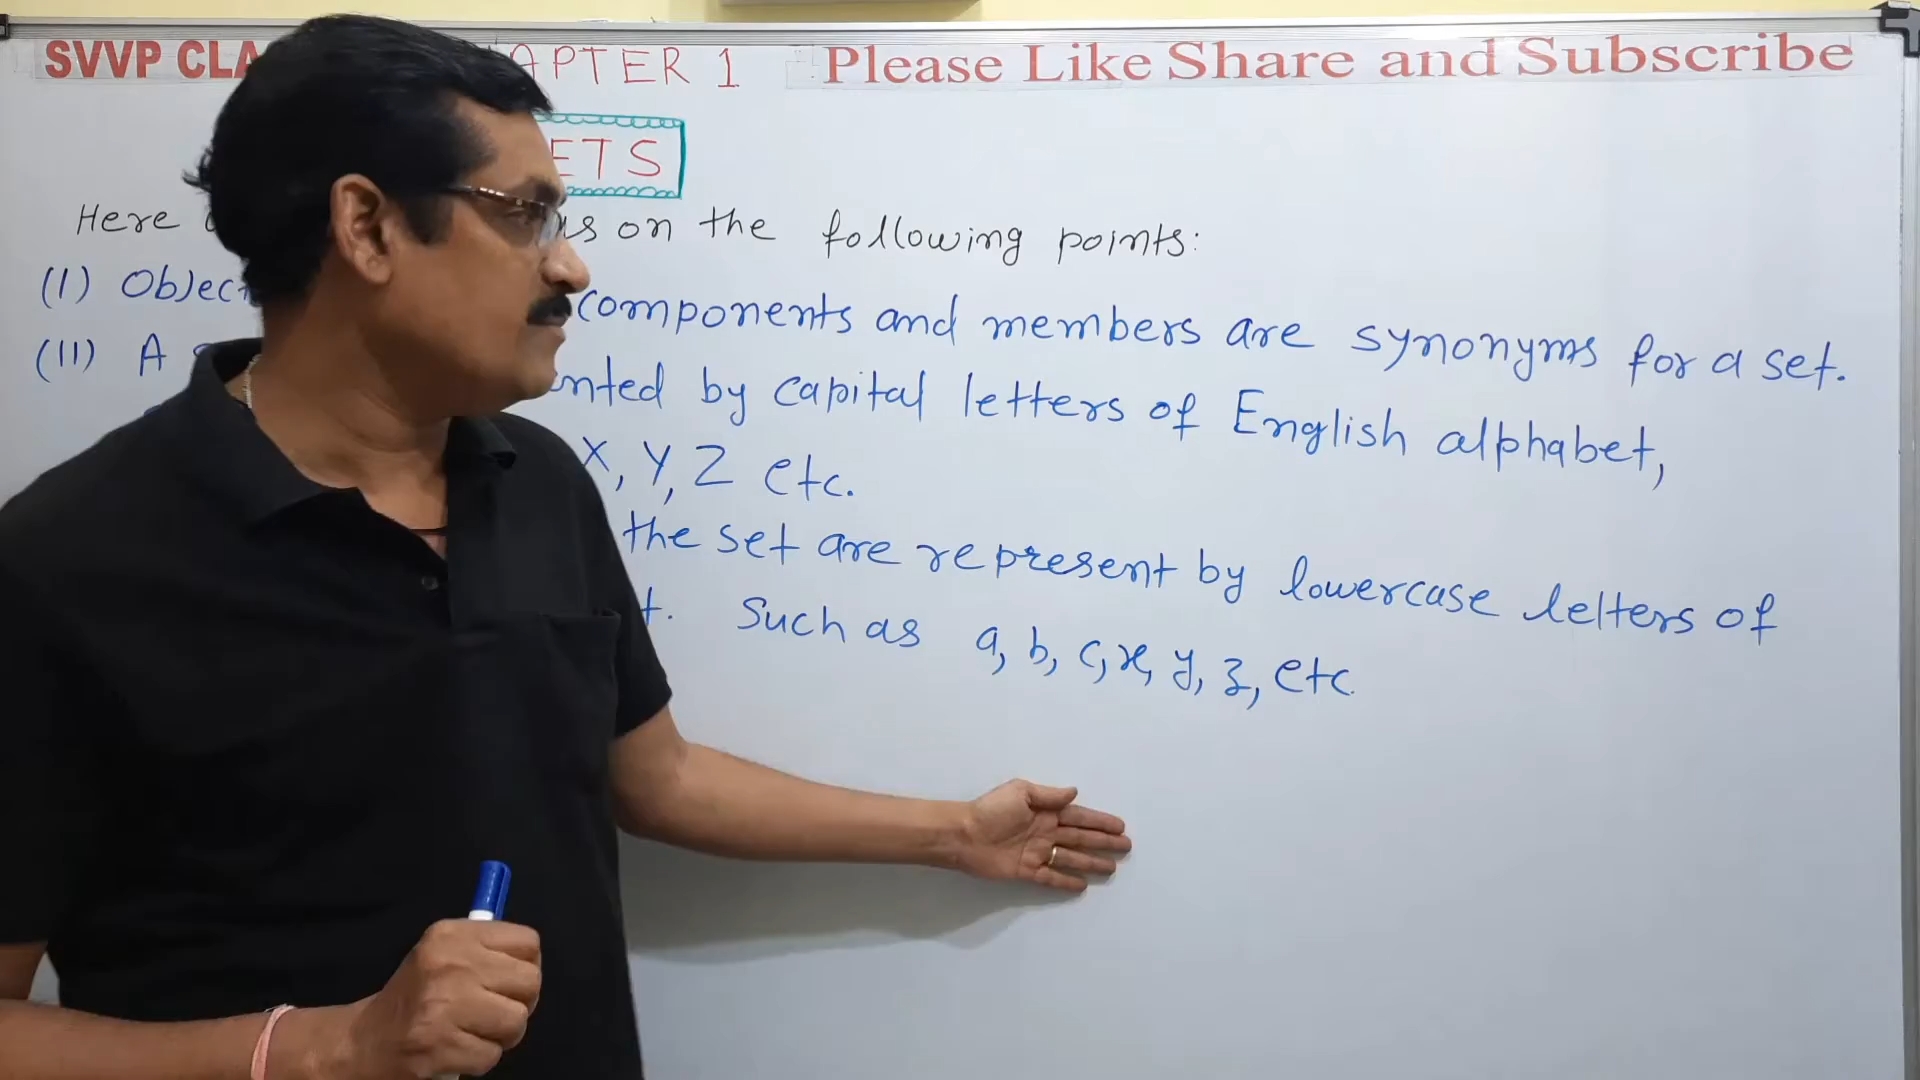 SVVP CLA APTER 1 Please Like Share and Subscribe
ETS
Here on the following points:
(I) Object components and members are synonyms for a set.
(II) A nted by capital letters of English alphabet,
X, Y, Z etc.
the set are represent by lowercase letters of
t. Such as a, b, c, x, y, z, etc.